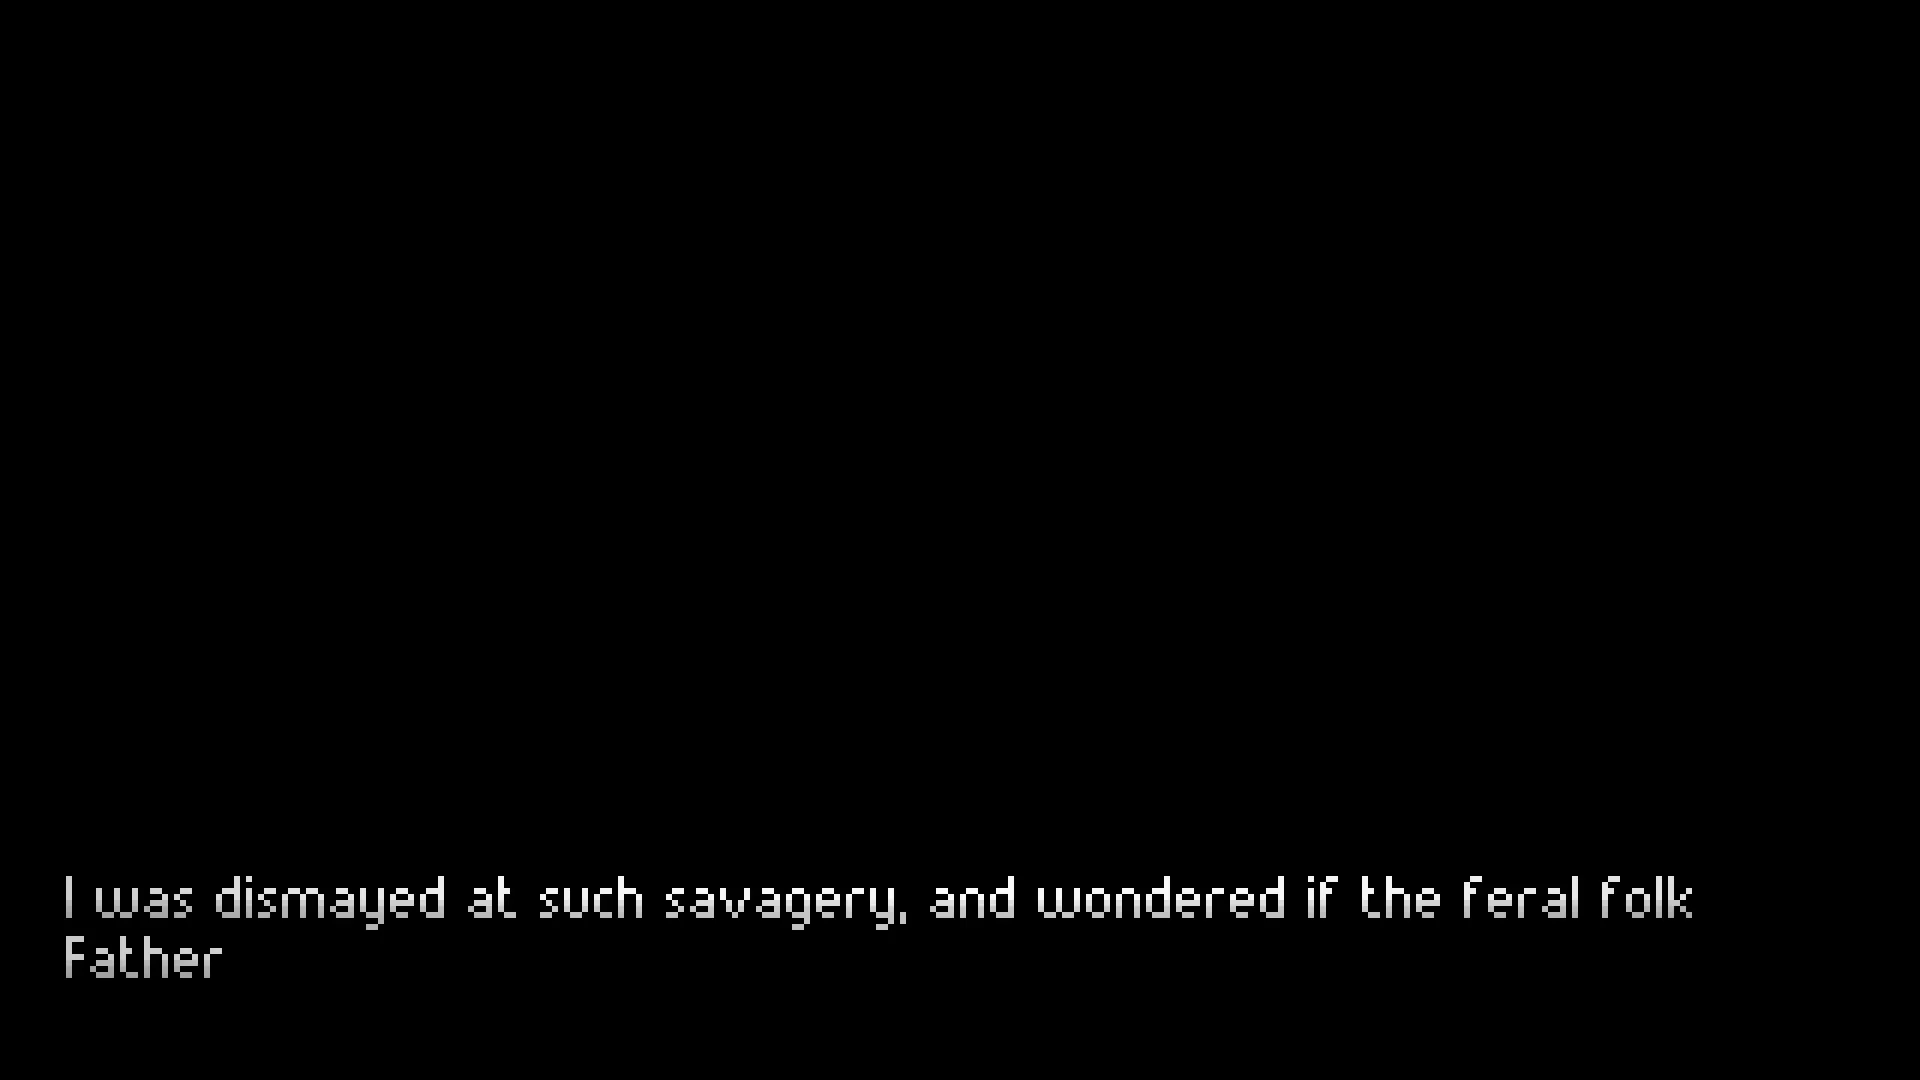 I was dismayed at such savagery, and wondered if the feral folk
Father